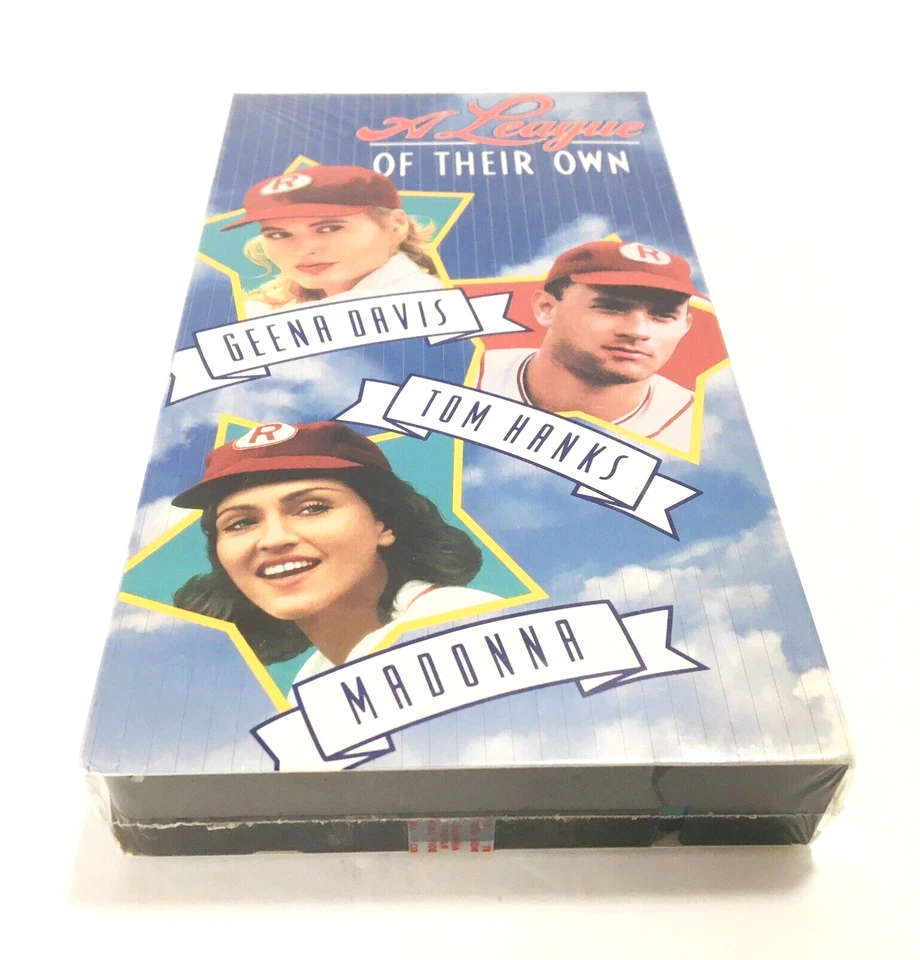 A League
OF THEIR OWN
R
GEENA DAVIS
R
TOM HANKS
R
MADONNA